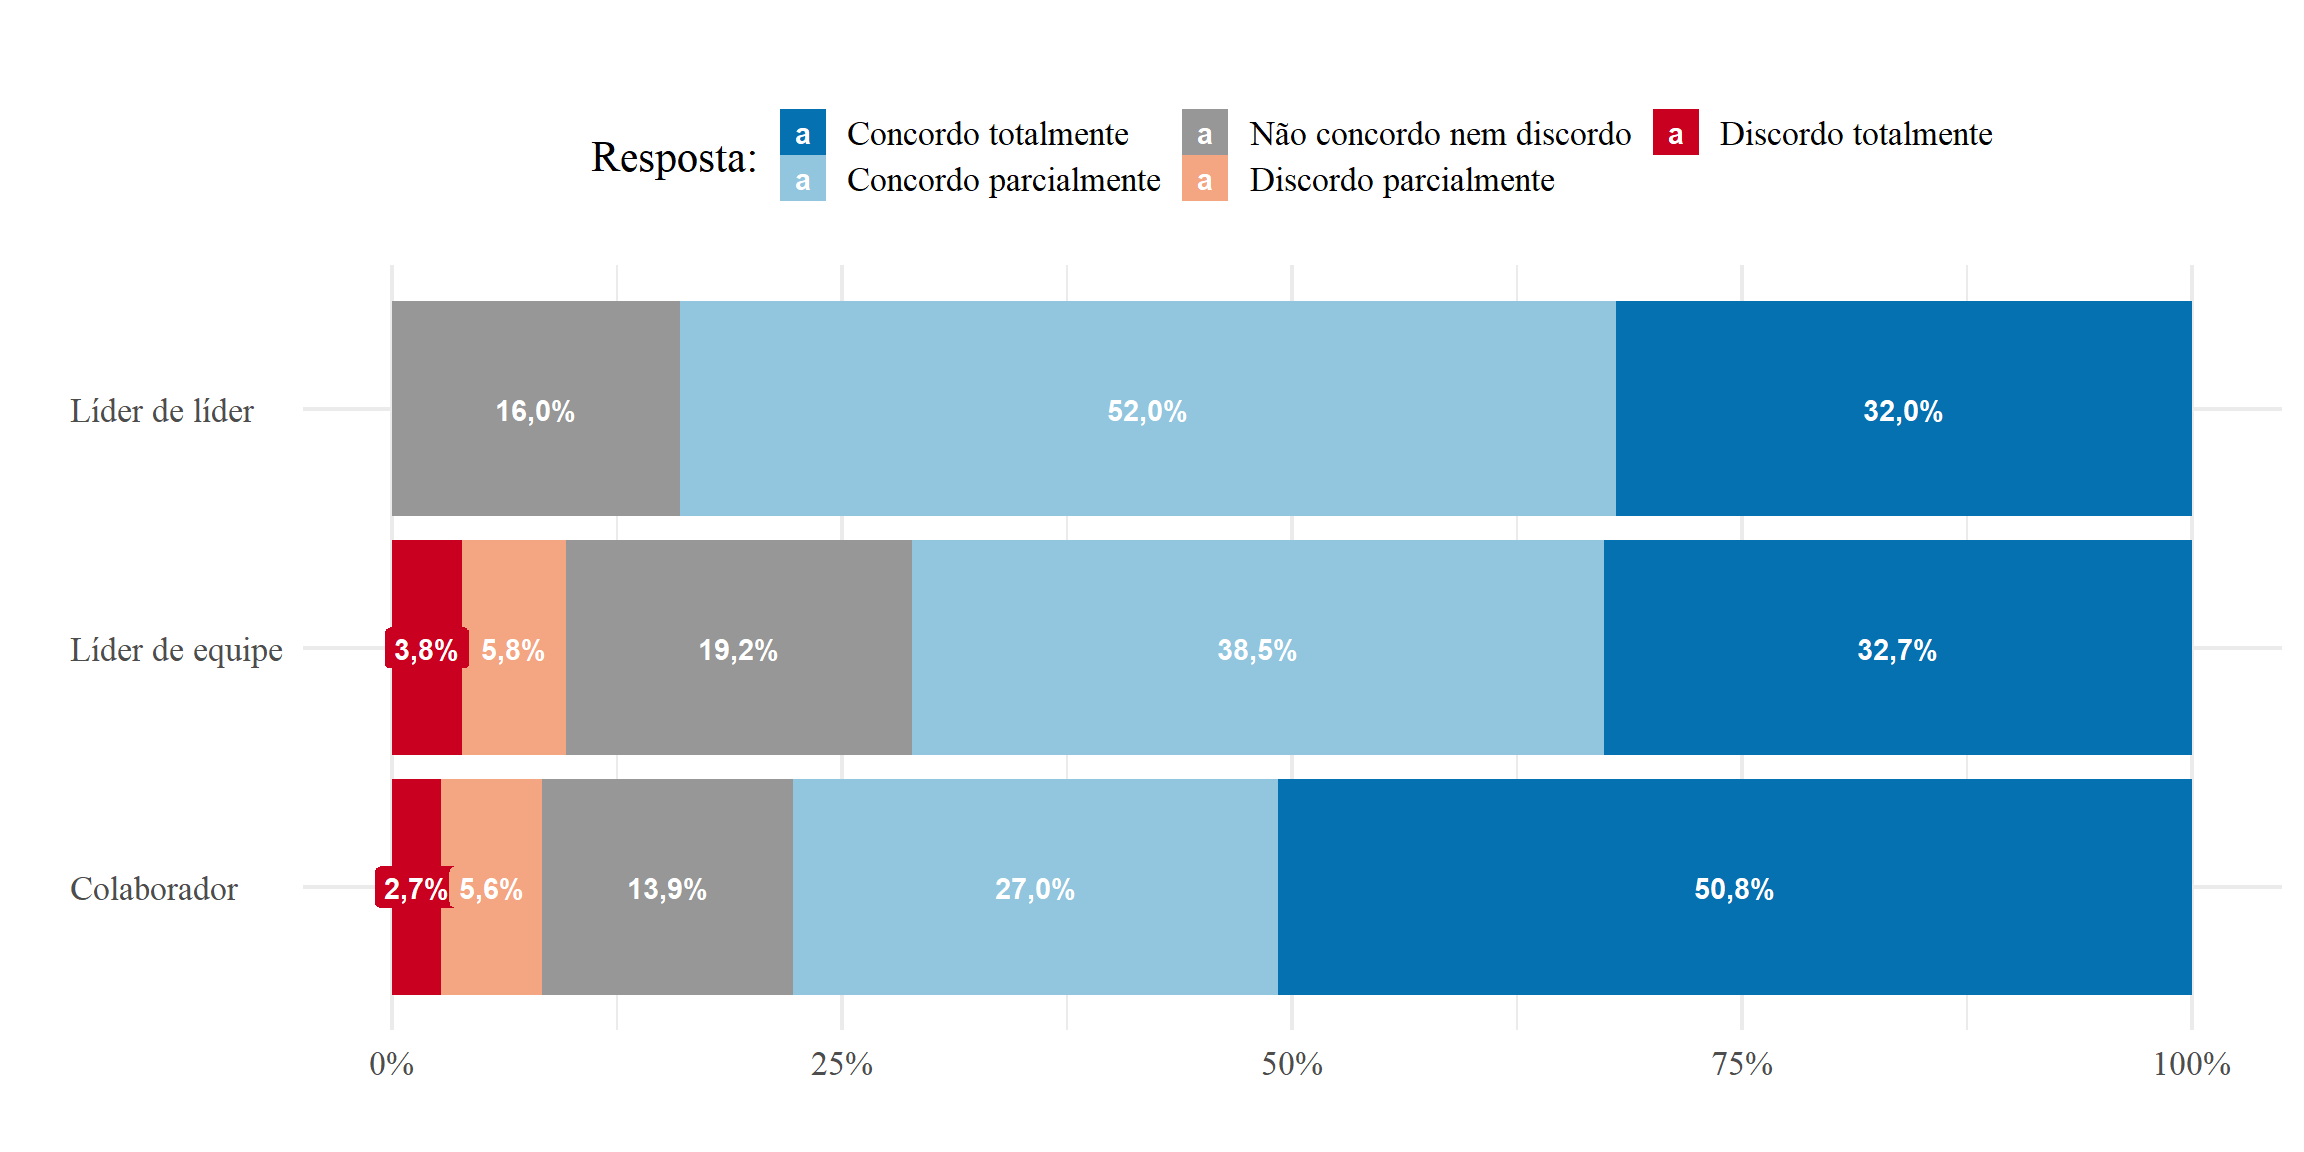 Resposta:
a Concordo totalmente a Não concordo nem discordo a Discordo totalmente
a Concordo parcialmente a Discordo parcialmente
Líder de líder 16,0% 52,0% 32,0%
Líder de equipe 3,8% 5,8% 19,2% 38,5% 32,7%
Colaborador 2,7% 5,6% 13,9% 27,0% 50,8%
0% 25% 50% 75% 100%